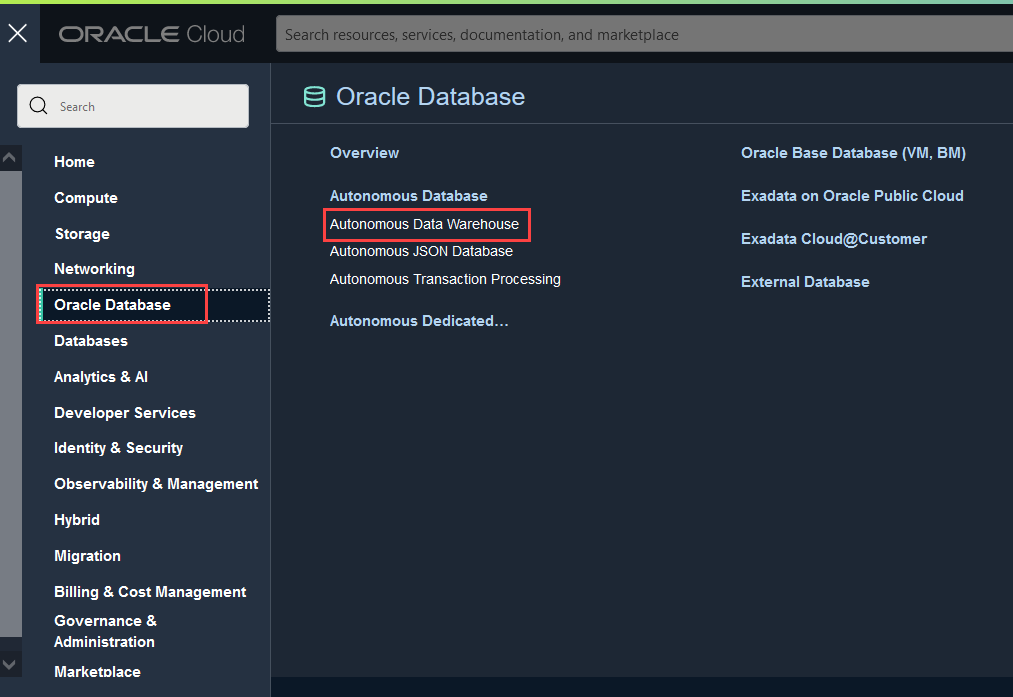 ORACLE Cloud
Search resources, services, documentation, and marketplace
Search
Home
Compute
Storage
Networking
Oracle Database
Databases
Analytics & AI
Developer Services
Identity & Security
Observability & Management
Hybrid
Migration
Billing & Cost Management
Governance &
Administration
Marketplace
Oracle Database
Overview
Autonomous Database
Autonomous Data Warehouse
Autonomous JSON Database
Autonomous Transaction Processing
Autonomous Dedicated...
Oracle Base Database (VM, BM)
Exadata on Oracle Public Cloud
Exadata Cloud@Customer
External Database